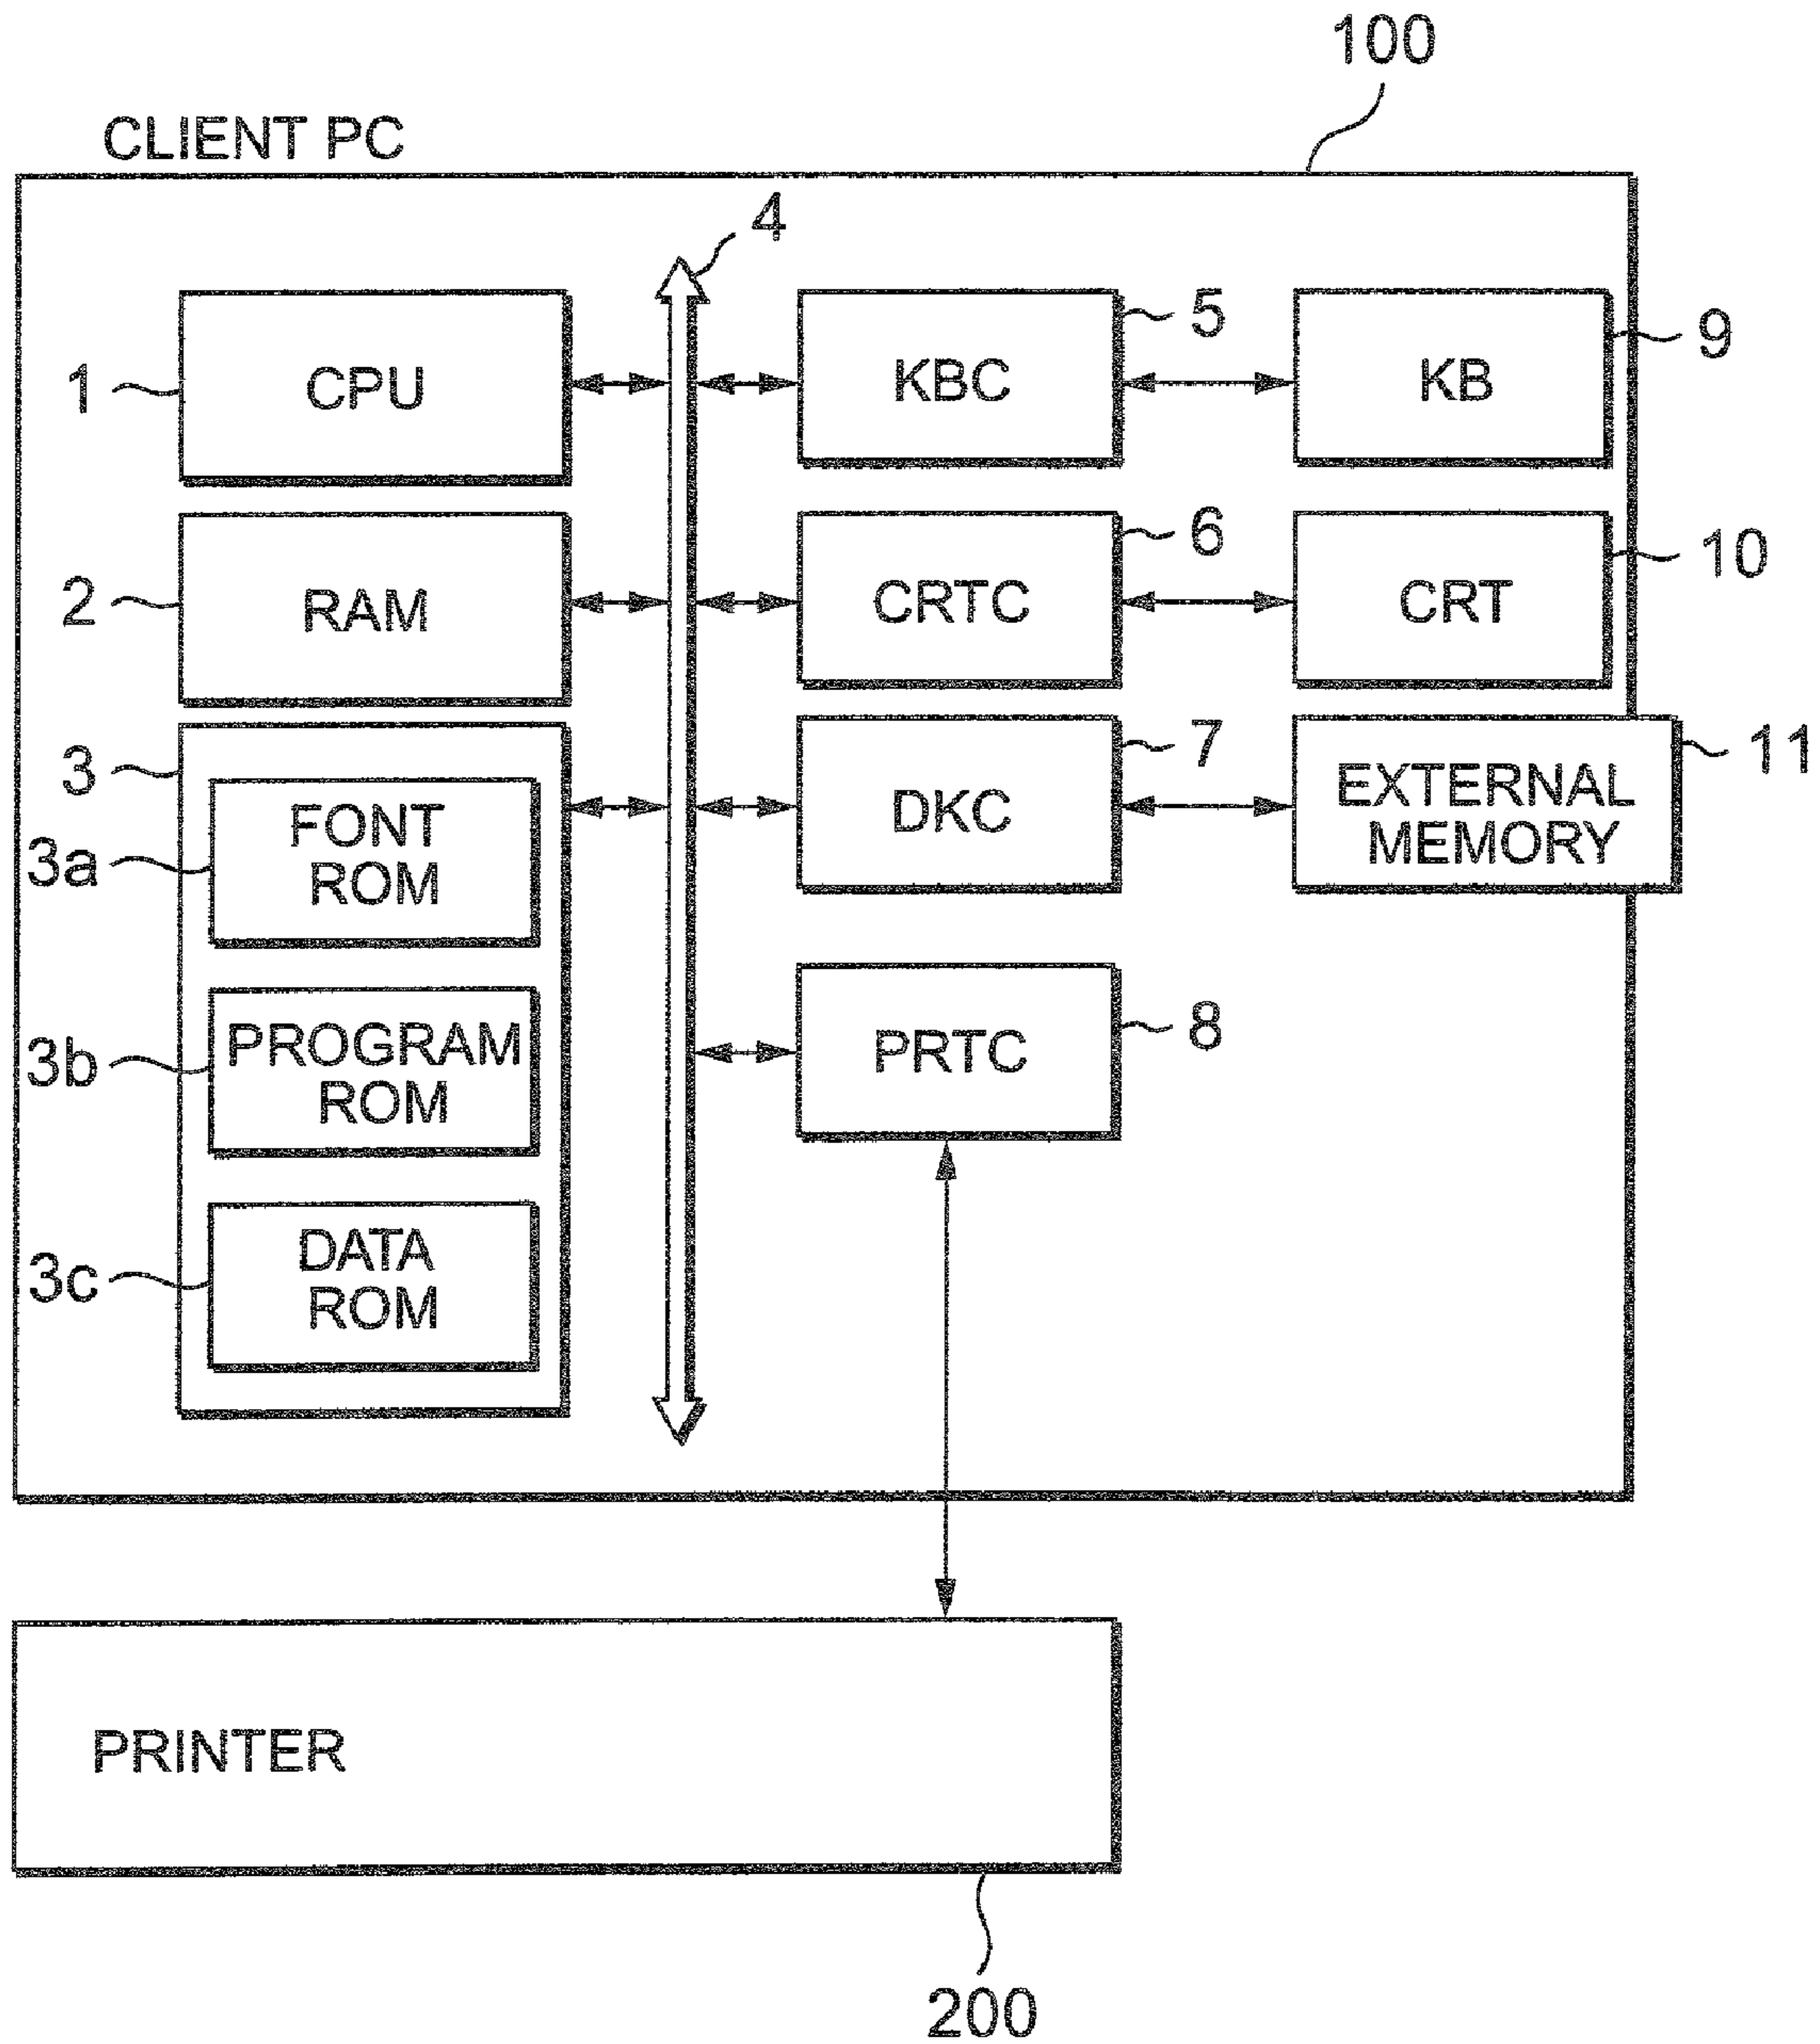 100
CLIENT PC
4
1
CPU
KBC
5
KB
9
2
RAM
CRTC
6
CRT
10
3
FONT
ROM
3a
DKC
7
EXTERNAL
MEMORY
11
3b
PROGRAM
ROM
PRTC
8
3c
DATA
ROM
PRINTER
200